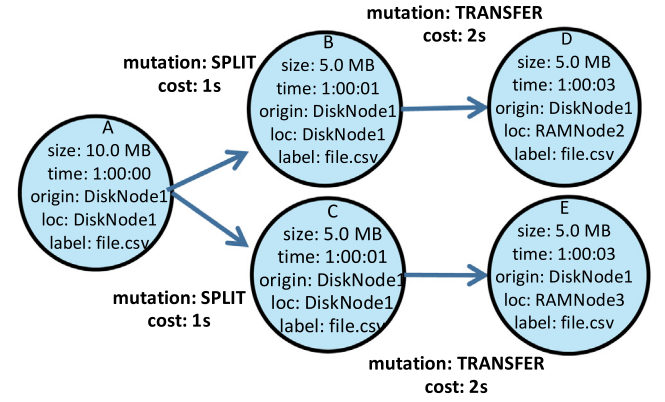 A
size: 10.0 MB
time: 1:00:00
origin: DiskNode1
loc: DiskNode1
label: file.csv
mutation: SPLIT
cost: 1s
B
size: 5.0 MB
time: 1:00:01
origin: DiskNode1
loc: DiskNode1
label: file.csv
mutation: TRANSFER
cost: 2s
D
size: 5.0 MB
time: 1:00:03
origin: DiskNode1
loc: RAMNode2
label: file.csv
mutation: SPLIT
cost: 1s
C
size: 5.0 MB
time: 1:00:01
origin: DiskNode1
loc: DiskNode1
label: file.csv
mutation: TRANSFER
cost: 2s
E
size: 5.0 MB
time: 1:00:03
origin: DiskNode1
loc: RAMNode3
label: file.csv